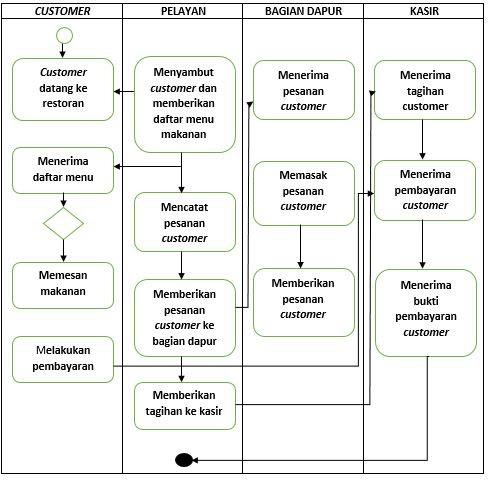 CUSTOMER
PELAYAN
BAGIAN DAPUR
KASIR
Customer
datang ke
restoran
Menerima
daftar menu
Memesan
makanan
Melakukan
pembayaran
Menyambut
customer dan
memberikan
daftar menu
makanan
Mencatat
pesanan
customer
Memberikan
pesanan
customer ke
bagian dapur
Memberikan
tagihan ke kasir
Menerima
pesanan
customer
Memasak
pesanan
customer
Memberikan
pesanan
customer
Menerima
tagihan
customer
Menerima
pembayaran
customer
Menerima
bukti
pembayaran
customer